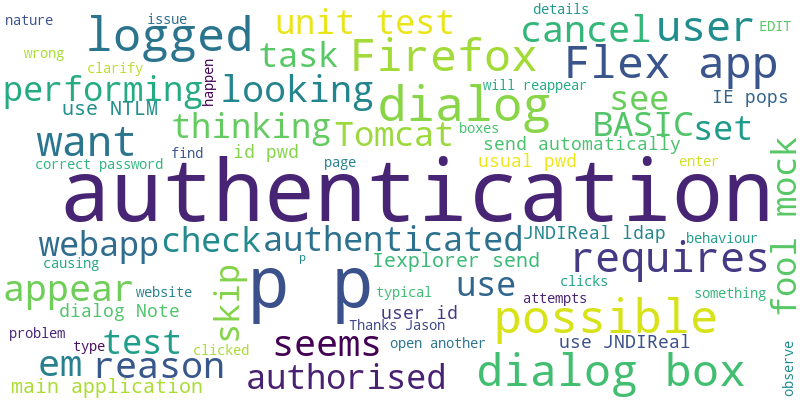 nature
issue
details
logged
unit test
cancel
user
EDIT
wrong
clarify
task
Firefox
Flex app
happen
performing
looking
dialog
will reappear
see
IE pops
use NTLM
thinking
Tomcat
boxes
BASIC
set
want
find
id pwd
send automatically
correct password
page
usual pwd
enter
mock
authentication
webapp
check
authenticated
JNDIReal ldap
behaviour
fool
causing
p p
p
Iexplorer send
requires
appear
website
skip
use
typical
clicks
attempts
something
dialog Note
user id
possible
problem
type
test
clicked
seems
Thanks Jason
open another
use JNDIReal
observe
em
reason
main application
authorised
dialog box